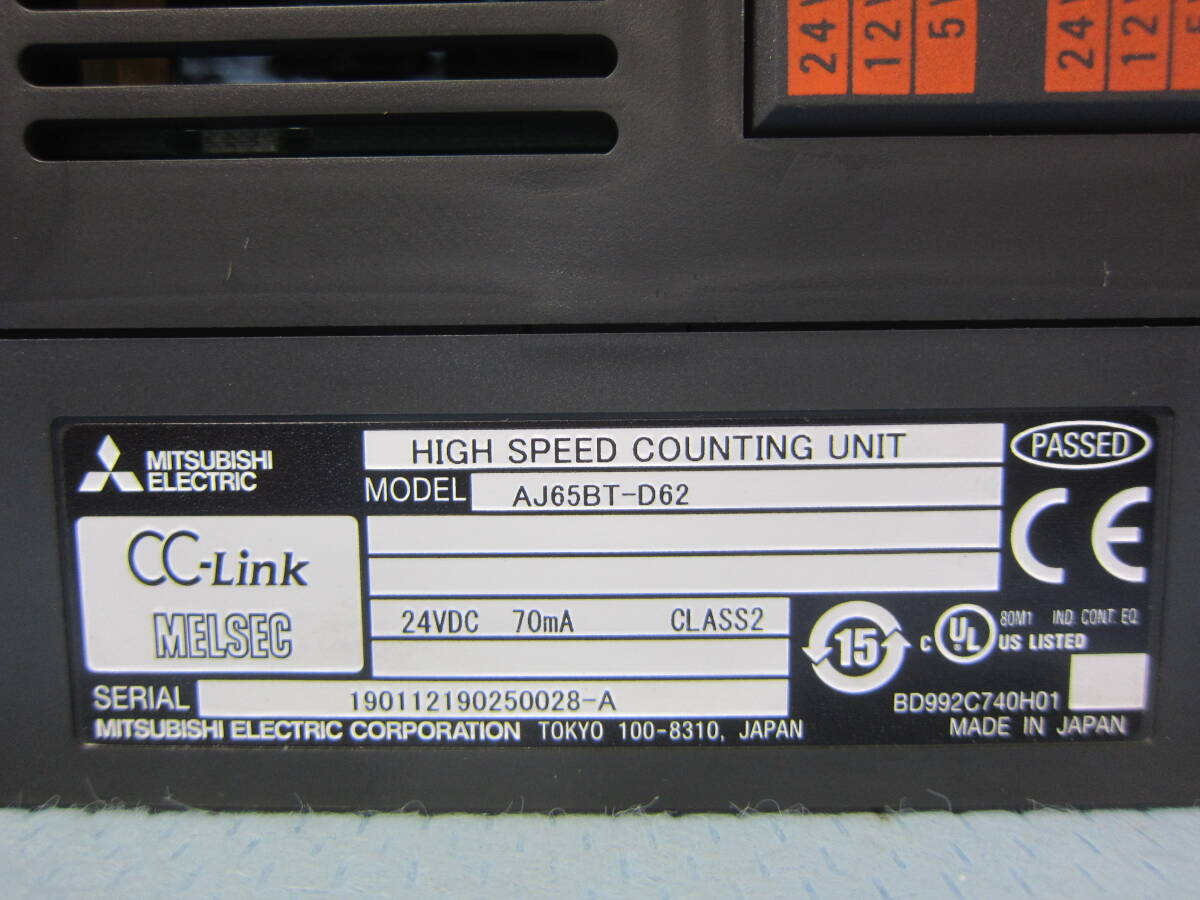 24V
12V
5V
24V
12V
MITSUBISHI
ELECTRIC
HIGH SPEED COUNTING UNIT
PASSED
MODEL AJ65BT-D62
CE
CC-Link
MELSEC
24VDC 70mA CLASS2
15
C UL US LISTED
80M1 IND. CONT. EQ.
SERIAL 190112190250028-A
BD992C740H01
MITSUBISHI ELECTRIC CORPORATION TOKYO 100-8310, JAPAN
MADE IN JAPAN